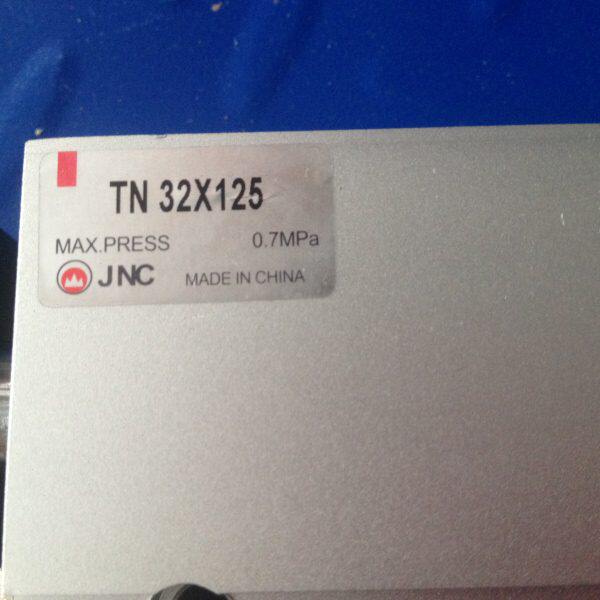 TN 32X125
MAX.PRESS 0.7MPa
JNC MADE IN CHINA